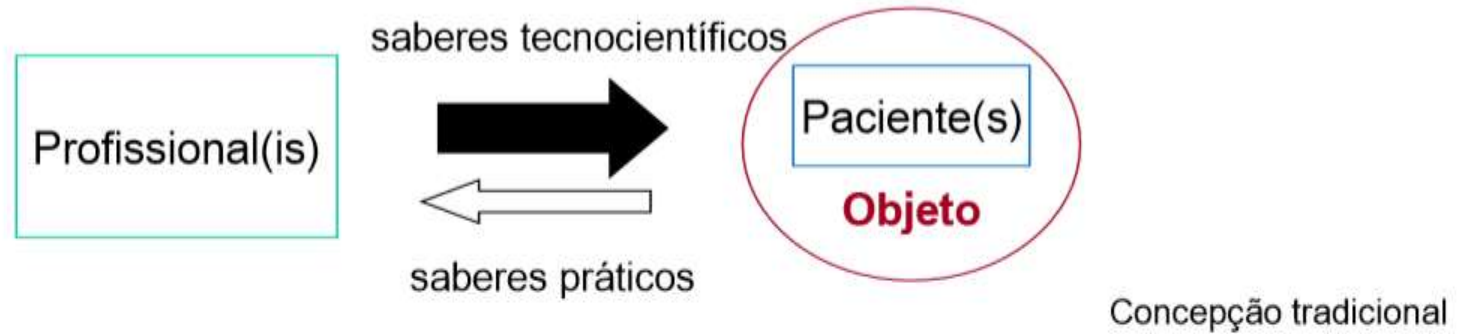 saberes tecnocientíficos
Profissional(is)
Paciente(s)
Objeto
saberes práticos
Concepção tradicional